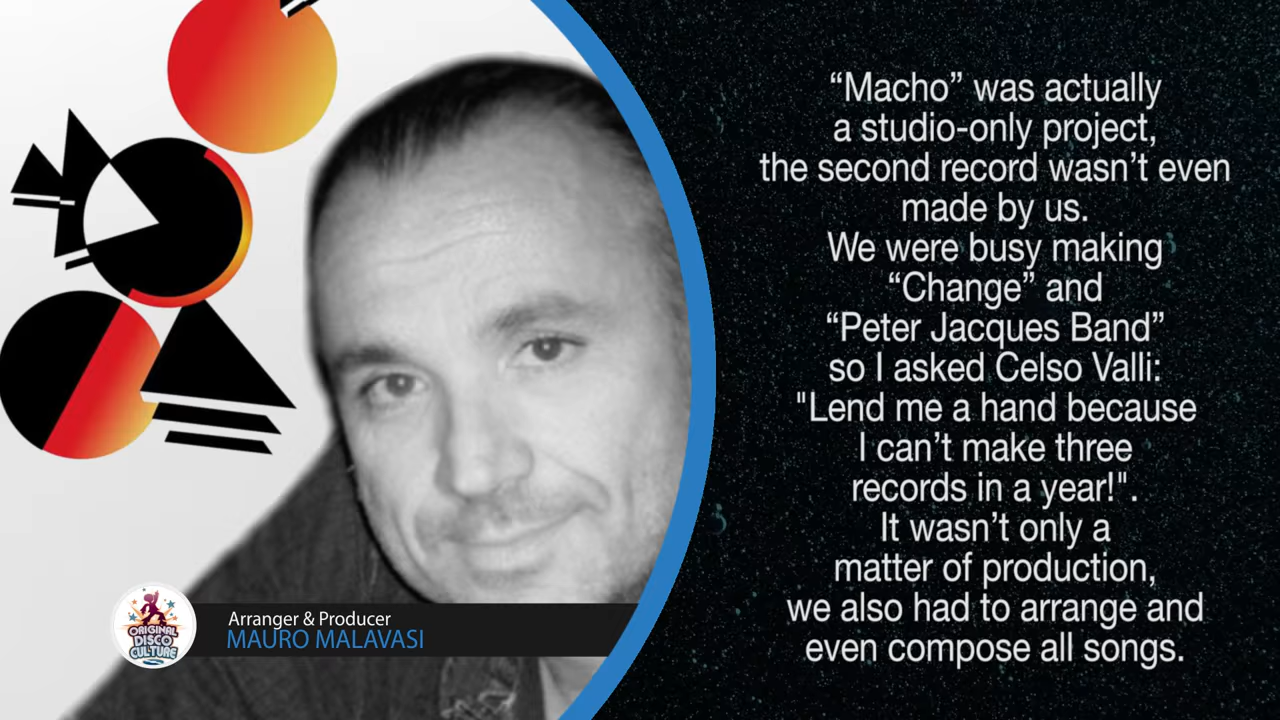 “Macho” was actually
a studio-only project,
the second record wasn’t even
made by us.
We were busy making
“Change” and
“Peter Jacques Band”
so I asked Celso Valli:
"Lend me a hand because
I can’t make three
records in a year!".
It wasn’t only a
matter of production,
we also had to arrange and
even compose all songs.
Arranger & Producer
MAURO MALAVASI
ORIGINAL
DISCO
CULTURE